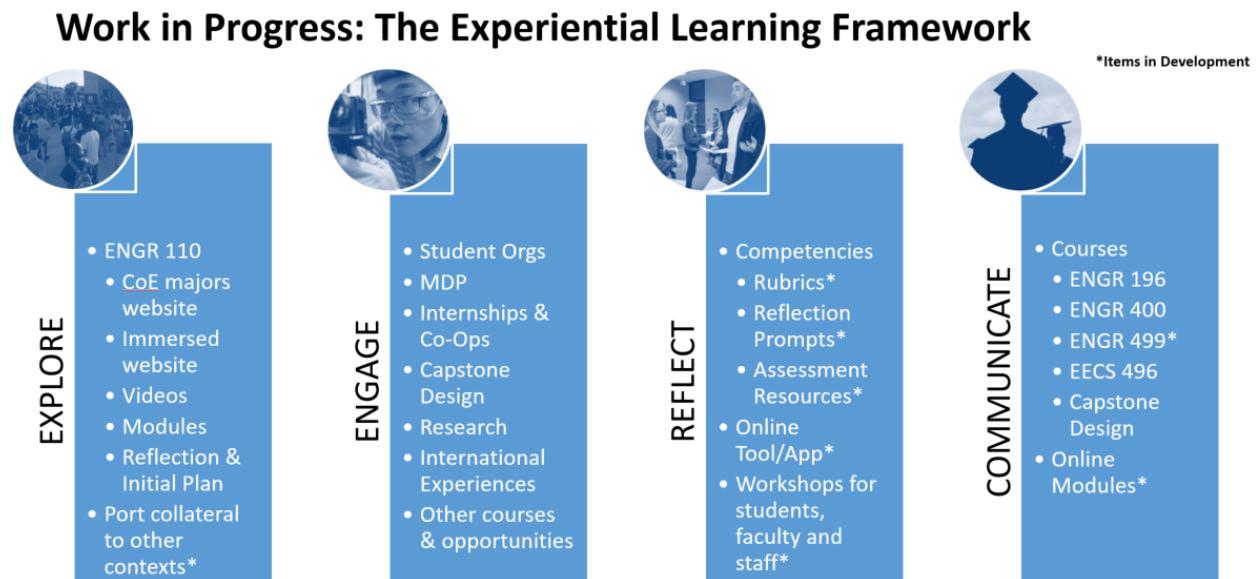 Work in Progress: The Experiential Learning Framework
*Items in Development
EXPLORE
• ENGR 110
• CoE majors
website
• Immersed
website
• Videos
• Modules
• Reflection &
Initial Plan
• Port collateral
to other
contexts*
ENGAGE
• Student Orgs
• MDP
• Internships &
Co-Ops
• Capstone
Design
• Research
• International
Experiences
• Other courses
& opportunities
REFLECT
• Competencies
• Rubrics*
• Reflection
Prompts*
• Assessment
Resources*
• Online
Tool/App*
• Workshops for
students,
faculty and
staff*
COMMUNICATE
• Courses
• ENGR 196
• ENGR 400
• ENGR 499*
• EECS 496
• Capstone
Design
• Online
Modules*